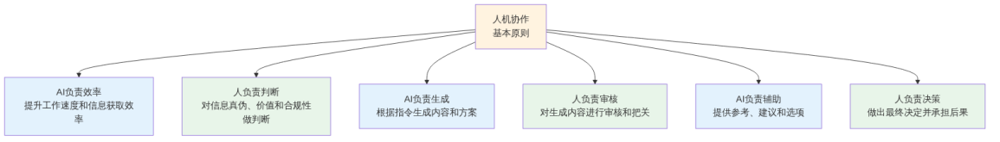 人机协作
基本原则
AI负责效率
提升工作速度和信息获取效
率
人负责判断
对信息真伪、价值和合规性
做判断
AI负责生成
根据指令生成内容和方案
人负责审核
对生成内容进行审核和把关
AI负责辅助
提供参考、建议和选项
人负责决策
做出最终决定并承担后果